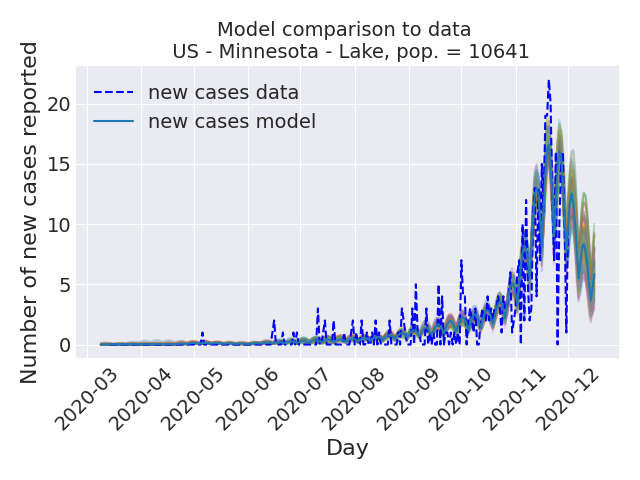 Model comparison to data
US - Minnesota - Lake, pop. = 10641
Number of new cases reported
20
15
10
5
0
new cases data
new cases model
2020-03
2020-04
2020-05
2020-06
2020-07
2020-08
2020-09
2020-10
2020-11
2020-12
Day